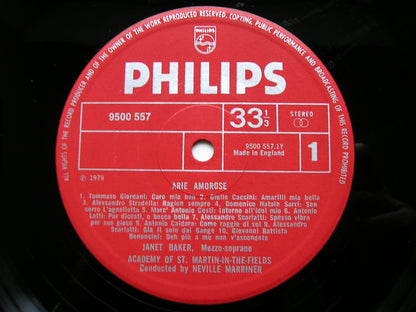 ALL RIGHTS OF THE RECORD PRODUCER AND OF THE OWNER OF THE WORK REPRODUCED RESERVED. COPYING, PUBLIC PERFORMANCE AND BROADCASTING OF THIS RECORD PROHIBITED
PHILIPS
PHILIPS
9500 557
33 1/3
STEREO
9500 557.1Y
Made in England
1
℗ 1979
ARIE AMOROSE
1. Tommaso Giordani: Caro mio ben 2. Giulio Caccini: Amarilli mia bella
3. Alessandro Stradella: Ragion sempre 4. Domenico Natale Sarri: Sen
corre l'agnelletta 5. Marc' Antonio Cesti: Intorno all'idol mio 6. Antonio
Lotti: Pur dicesti, o bocca bella 7. Alessandro Scarlatti: Spesso vibra
per suo gioco 8. Antonio Caldara: Come raggio di sol 9. Alessandro
Scarlatti: Già il sole dal Gange 10. Giovanni Battista
Bononcini: Deh più a me non v'ascondete
JANET BAKER, Mezzo-soprano
ACADEMY OF ST. MARTIN-IN-THE-FIELDS
Conducted by NEVILLE MARRINER